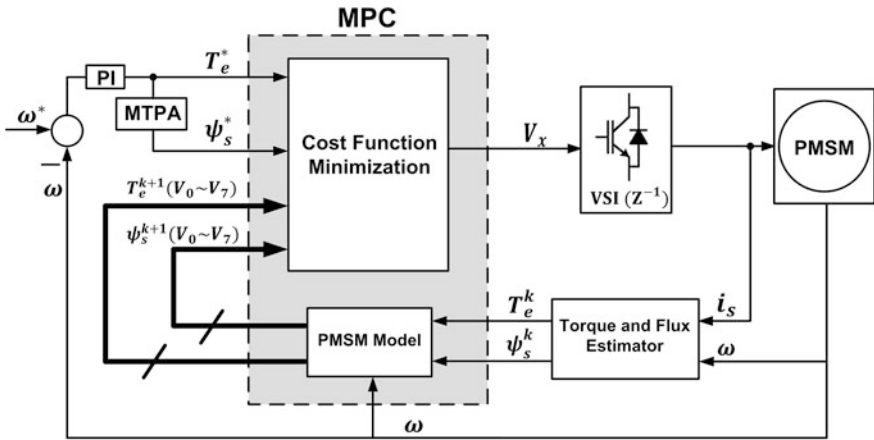 MPC
PI
T_e^*
ω^*
MTPA
ψ_s^*
Cost Function
Minimization
V_x
VSI (Z^{-1})
PMSM
−
ω
T_e^{k+1}(V_0~V_7)
ψ_s^{k+1}(V_0~V_7)
PMSM Model
T_e^k
ψ_s^k
Torque and Flux
Estimator
i_s
ω
ω